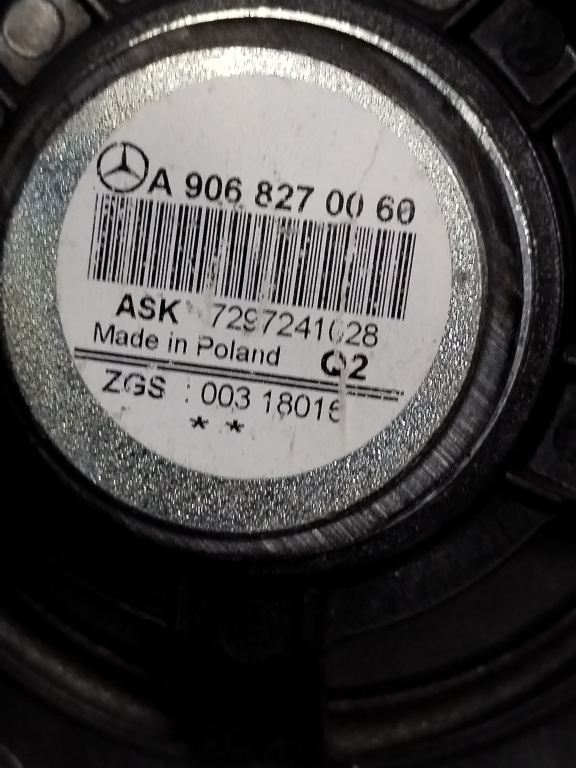 A 906 827 00 60
ASK 7297241028
Made in Poland Q2
ZGS : 003 18016
* *